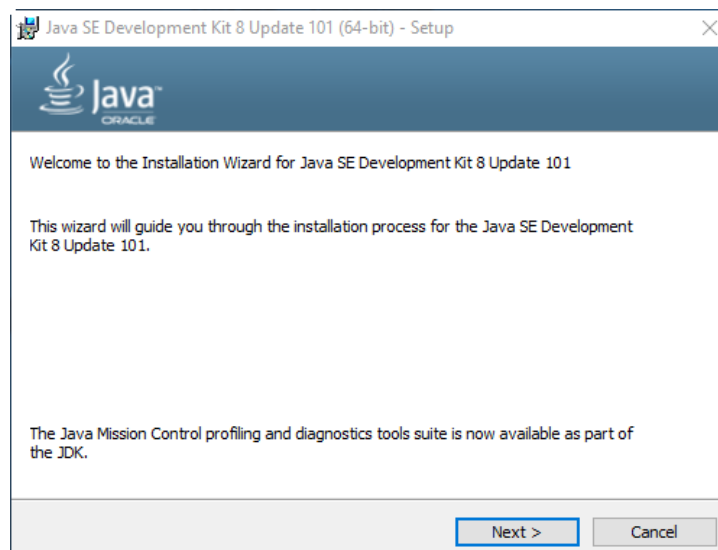 Java SE Development Kit 8 Update 101 (64-bit) - Setup
Java™
ORACLE
Welcome to the Installation Wizard for Java SE Development Kit 8 Update 101
This wizard will guide you through the installation process for the Java SE Development
Kit 8 Update 101.
The Java Mission Control profiling and diagnostics tools suite is now available as part of
the JDK.
Next >
Cancel